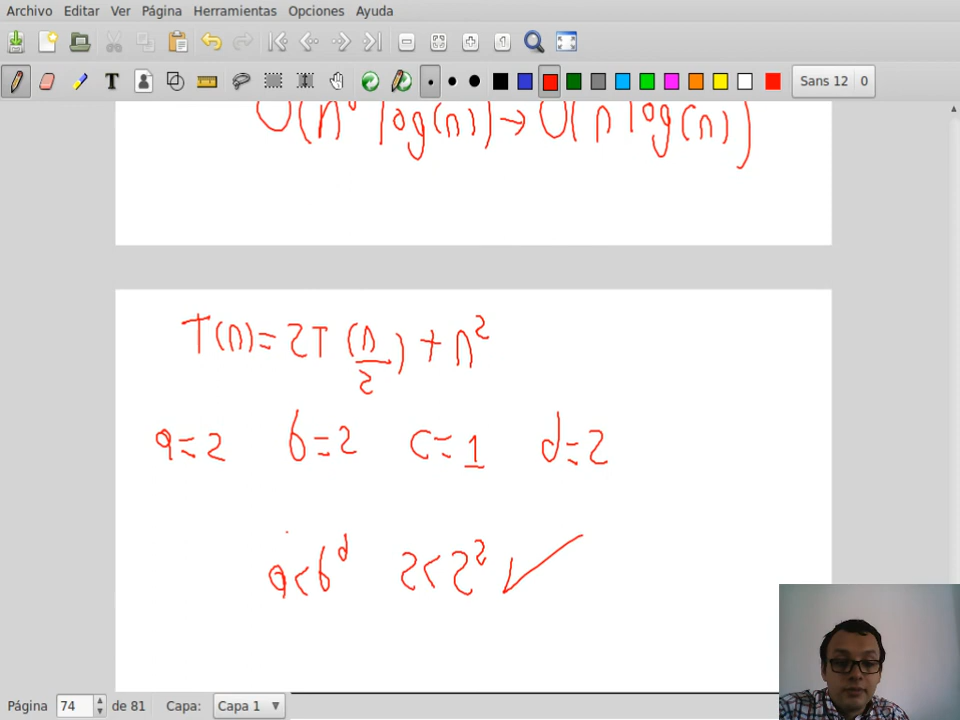 Archivo Editar Ver Página Herramientas Opciones Ayuda
Sans 12 0
O(n^d log(n)) → O(n log(n))
T(n) = 2T(n/2) + n^2
a=2 b=2 c=1 d=2
a<b^d 2<2^2 ✓
Página 74 de 81 Capa: Capa 1